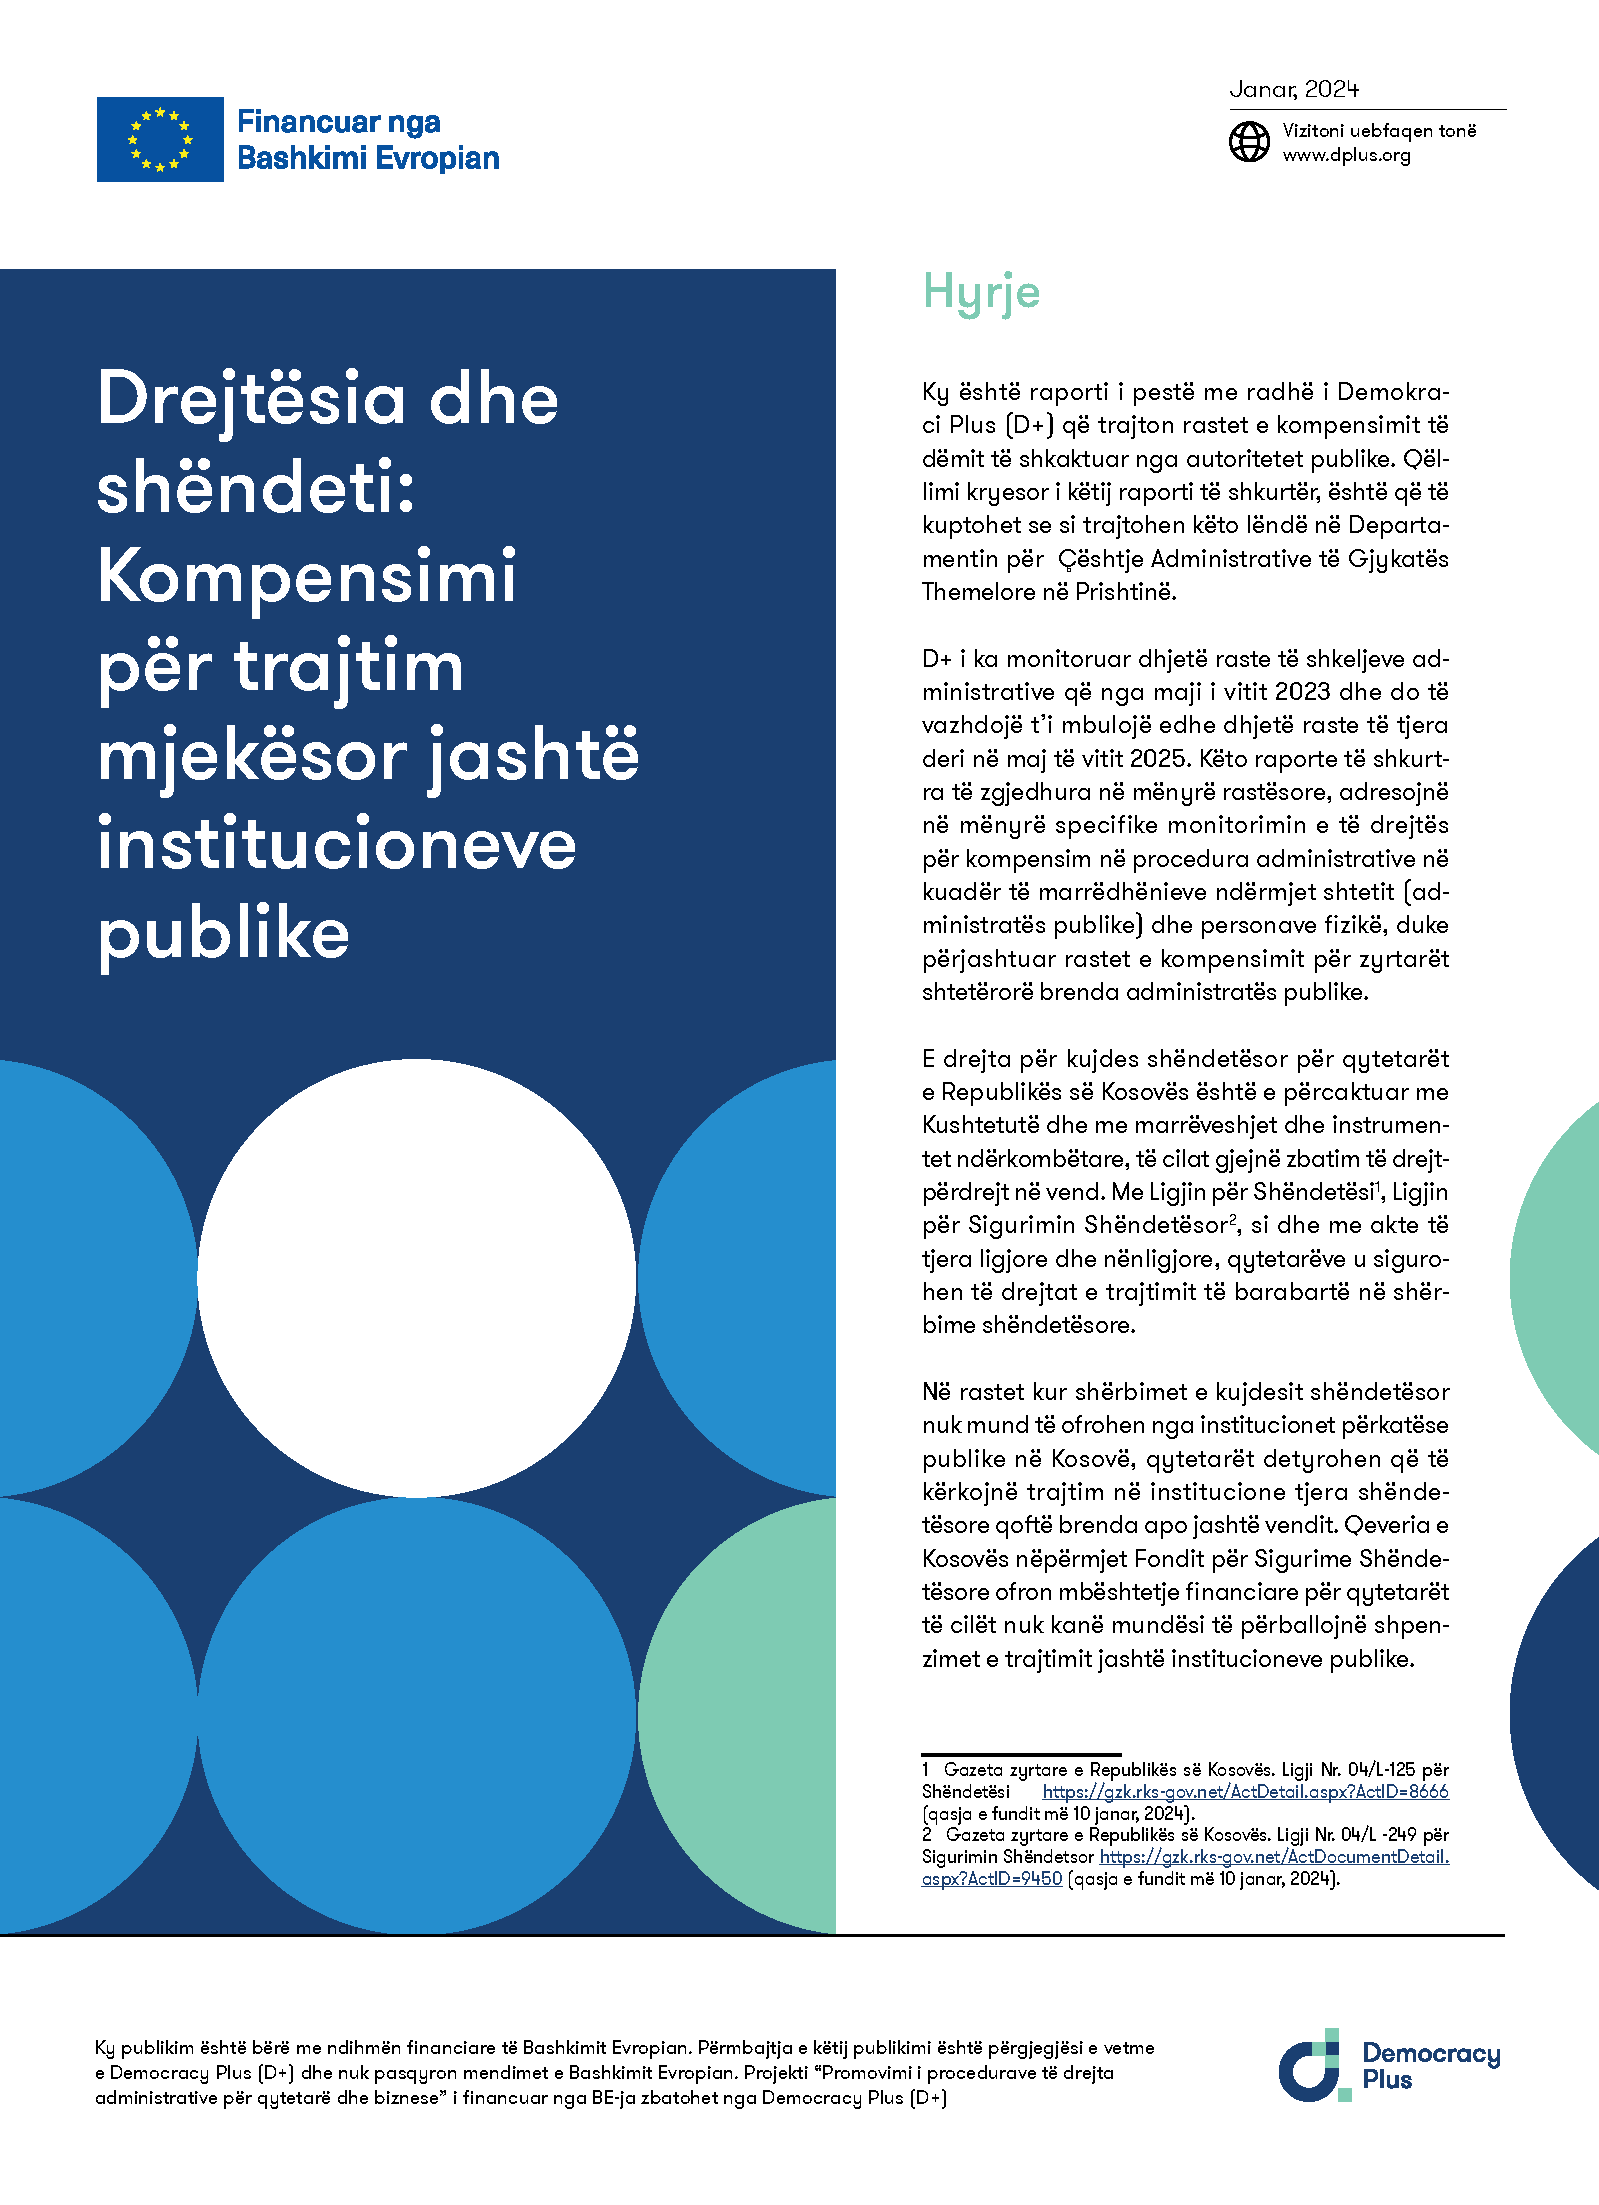 Financuar nga
Bashkimi Evropian
Janar, 2024
Vizitoni uebfaqen tonë
www.dplus.org
Drejtësia dhe
shëndeti:
Kompensimi
për trajtim
mjekësor jashtë
institucioneve
publike
Hyrje
Ky është raporti i pestë me radhë i Demokra-
ci Plus (D+) që trajton rastet e kompensimit të
dëmit të shkaktuar nga autoritetet publike. Qël-
limi kryesor i këtij raporti të shkurtër, është që të
kuptohet se si trajtohen këto lëndë në Departa-
mentin për Çështje Administrative të Gjykatës
Themelore në Prishtinë.
D+ i ka monitoruar dhjetë raste të shkeljeve ad-
ministrative që nga maji i vitit 2023 dhe do të
vazhdojë t’i mbulojë edhe dhjetë raste të tjera
deri në maj të vitit 2025. Këto raporte të shkurt-
ra të zgjedhura në mënyrë rastësore, adresojnë
në mënyrë specifike monitorimin e të drejtës
për kompensim në procedura administrative në
kuadër të marrëdhënieve ndërmjet shtetit (ad-
ministratës publike) dhe personave fizikë, duke
përjashtuar rastet e kompensimit për zyrtarët
shtetërorë brenda administratës publike.
E drejta për kujdes shëndetësor për qytetarët
e Republikës së Kosovës është e përcaktuar me
Kushtetutë dhe me marrëveshjet dhe instrumen-
tet ndërkombëtare, të cilat gjejnë zbatim të drejt-
përdrejt në vend. Me Ligjin për Shëndetësi¹, Ligjin
për Sigurimin Shëndetësor², si dhe me akte të
tjera ligjore dhe nënligjore, qytetarëve u siguro-
hen të drejtat e trajtimit të barabartë në shër-
bime shëndetësore.
Në rastet kur shërbimet e kujdesit shëndetësor
nuk mund të ofrohen nga institucionet përkatëse
publike në Kosovë, qytetarët detyrohen që të
kërkojnë trajtim në institucione tjera shënde-
tësore qoftë brenda apo jashtë vendit. Qeveria e
Kosovës nëpërmjet Fondit për Sigurime Shënde-
tësore ofron mbështetje financiare për qytetarët
të cilët nuk kanë mundësi të përballojnë shpen-
zimet e trajtimit jashtë institucioneve publike.
1 Gazeta zyrtare e Republikës së Kosovës. Ligji Nr. 04/L-125 për
Shëndetësi https://gzk.rks-gov.net/ActDetail.aspx?ActID=8666
(qasja e fundit më 10 janar, 2024).
2 Gazeta zyrtare e Republikës së Kosovës. Ligji Nr. 04/L -249 për
Sigurimin Shëndetsor https://gzk.rks-gov.net/ActDocumentDetail.
aspx?ActID=9450 (qasja e fundit më 10 janar, 2024).
Ky publikim është bërë me ndihmën financiare të Bashkimit Evropian. Përmbajtja e këtij publikimi është përgjegjësi e vetme
e Democracy Plus (D+) dhe nuk pasqyron mendimet e Bashkimit Evropian. Projekti “Promovimi i procedurave të drejta
administrative për qytetarë dhe biznese” i financuar nga BE-ja zbatohet nga Democracy Plus (D+)
Democracy
Plus